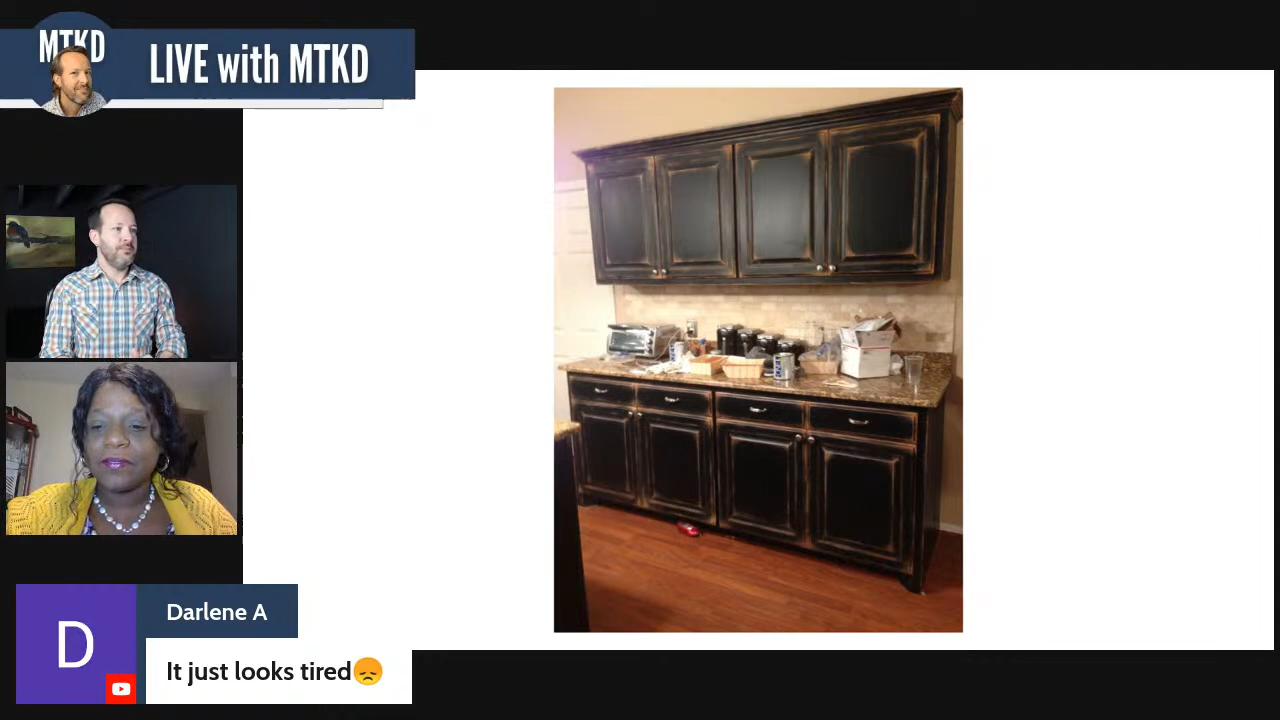 MTKD
LIVE with MTKD
Darlene A
D
It just looks tired😞